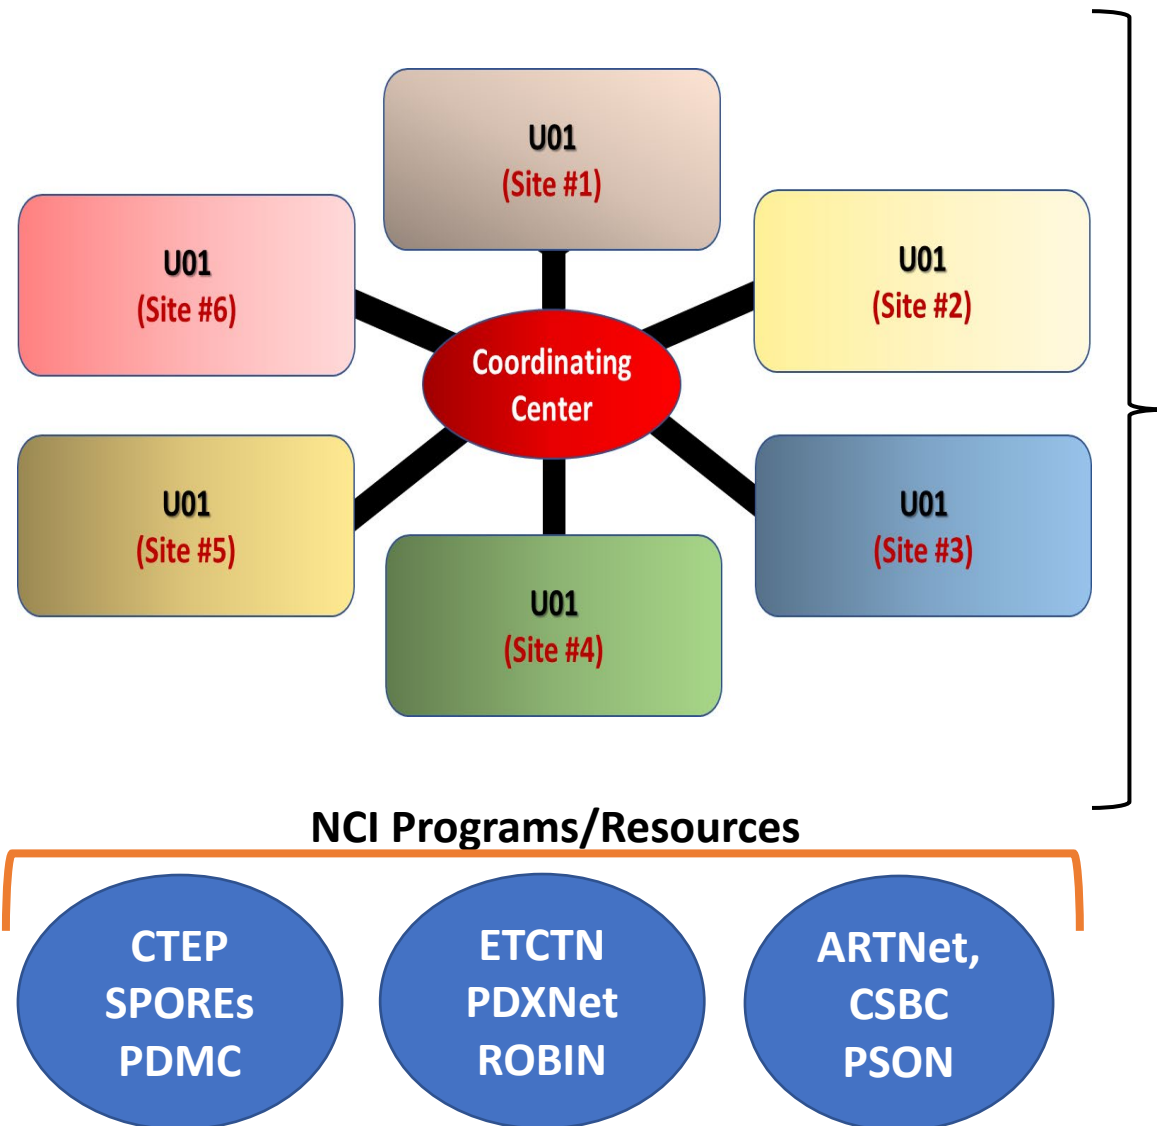 U01
(Site #1)
U01
(Site #6)
U01
(Site #2)
Coordinating
Center
U01
(Site #5)
U01
(Site #3)
U01
(Site #4)
NCI Programs/Resources
CTEP
SPOREs
PDMC
ETCTN
PDXNet
ROBIN
ARTNet,
CSBC
PSON